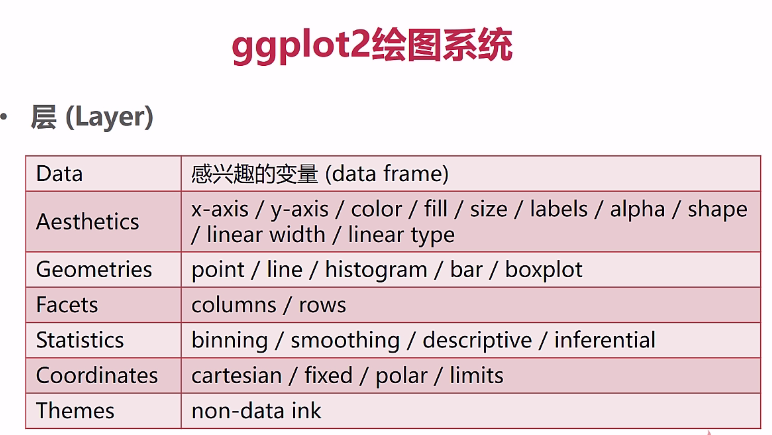 ggplot2绘图系统
• 层 (Layer)
Data 感兴趣的变量 (data frame)
Aesthetics x-axis / y-axis / color / fill / size / labels / alpha / shape
/ linear width / linear type
Geometries point / line / histogram / bar / boxplot
Facets columns / rows
Statistics binning / smoothing / descriptive / inferential
Coordinates cartesian / fixed / polar / limits
Themes non-data ink